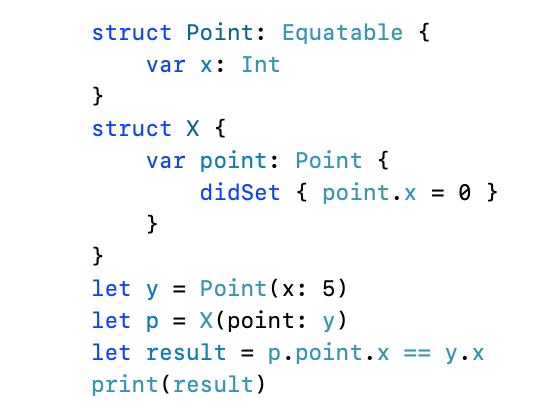 struct Point: Equatable {
    var x: Int
}
struct X {
    var point: Point {
        didSet { point.x = 0 }
    }
}
let y = Point(x: 5)
let p = X(point: y)
let result = p.point.x == y.x
print(result)